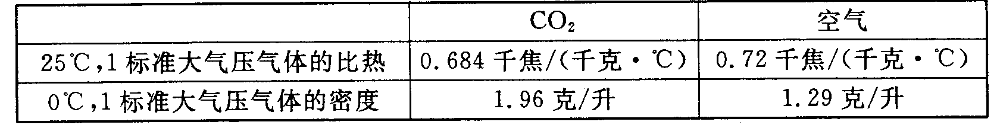 CO₂ 空气
25℃,1标准大气压气体的比热 0.684千焦/(千克·℃) 0.72千焦/(千克·℃)
0℃,1标准大气压气体的密度 1.96克/升 1.29克/升